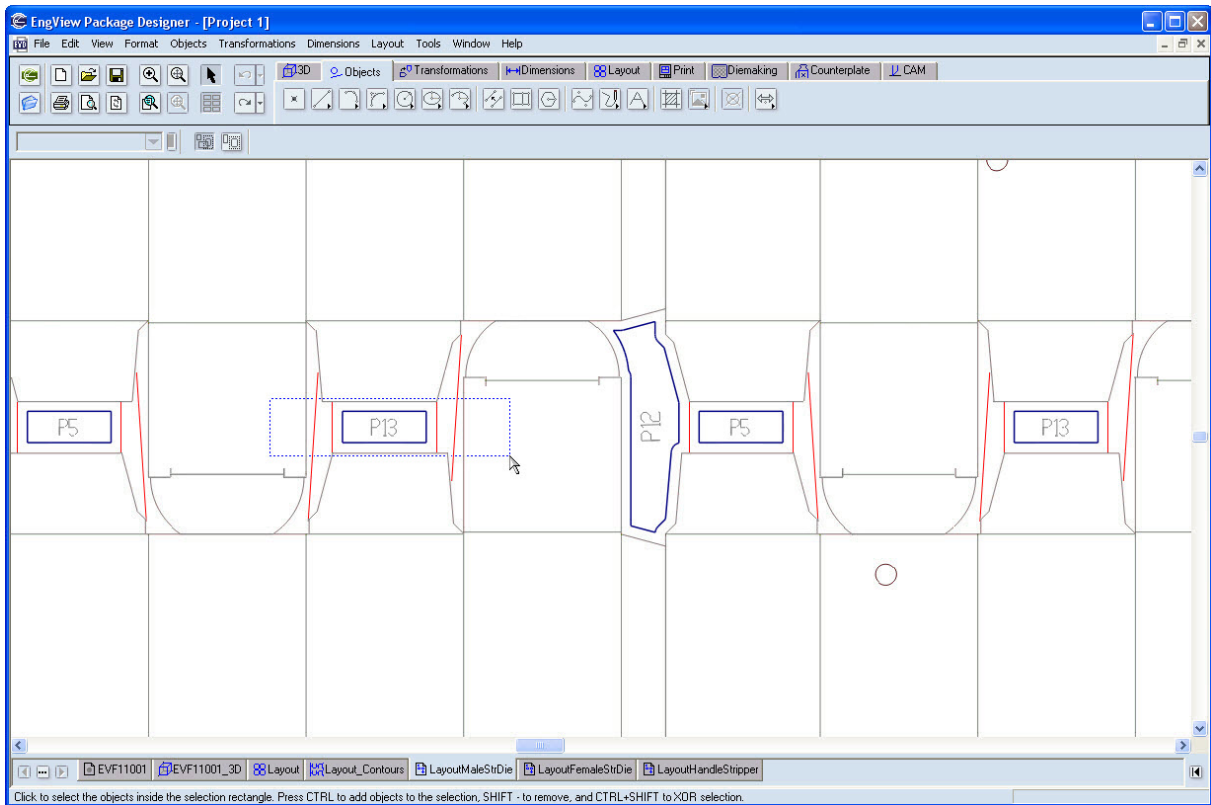 EngView Package Designer - [Project 1]
File Edit View Format Objects Transformations Dimensions Layout Tools Window Help
3D Objects Transformations Dimensions Layout Print Diemaking Counterplate CAM
P5 P13 P12 P5 P13
EVF11001 EVF11001_3D Layout Layout_Contours LayoutMaleStrDie LayoutFemaleStrDie LayoutHandleStripper
Click to select the objects inside the selection rectangle. Press CTRL to add objects to the selection, SHIFT - to remove, and CTRL+SHIFT to XOR selection.